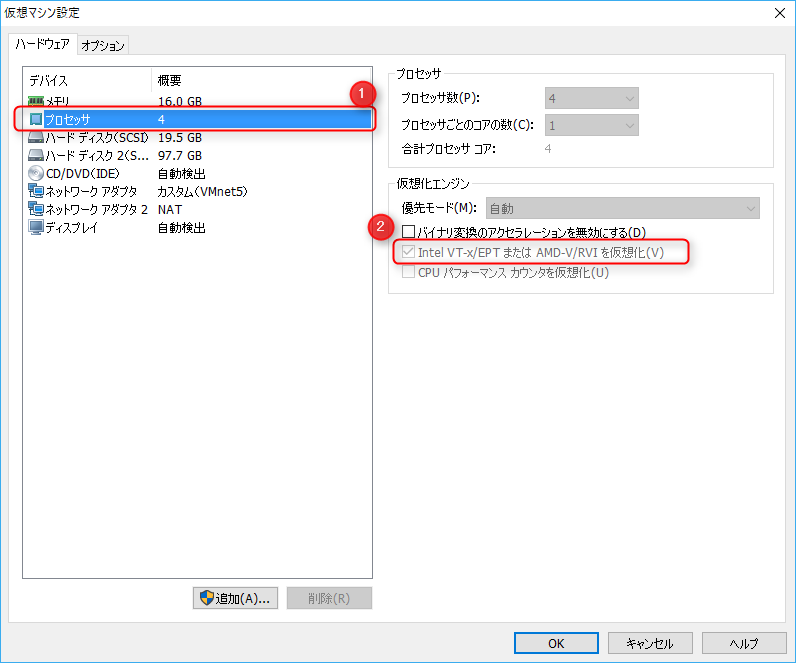 仮想マシン設定
ハードウェア オプション
デバイス 概要
メモリ 16.0 GB
1
プロセッサ 4
ハード ディスク(SCSI) 19.5 GB
ハード ディスク 2(S... 97.7 GB
CD/DVD(IDE) 自動検出
ネットワーク アダプタ カスタム(VMnet5)
ネットワーク アダプタ 2 NAT
ディスプレイ 自動検出
追加(A)... 削除(R)
プロセッサ
プロセッサ数(P): 4
プロセッサごとのコアの数(C): 1
合計プロセッサ コア: 4
仮想化エンジン
優先モード(M): 自動
2
バイナリ変換のアクセラレーションを無効にする(D)
Intel VT-x/EPT または AMD-V/RVI を仮想化(V)
CPU パフォーマンス カウンタを仮想化(U)
OK キャンセル ヘルプ